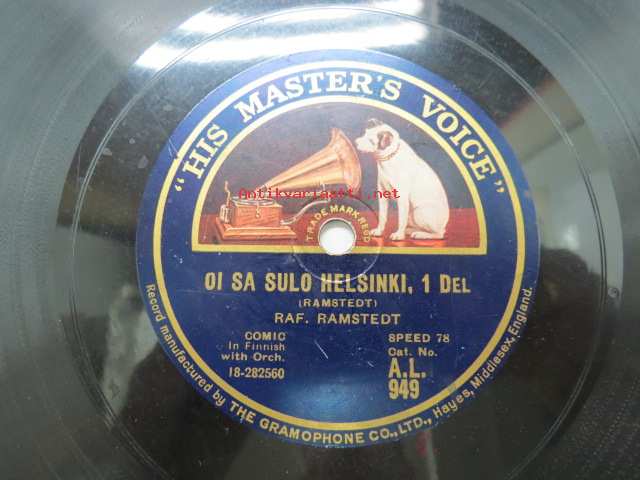 "HIS MASTER'S VOICE"
Antikvariaatti.net
TRADE MARK REGD
OI SA SULO HELSINKI, 1 DEL
(RAMSTEDT)
RAF. RAMSTEDT
COMIC
In Finnish
with Orch.
18-282560
SPEED 78
Cat. No.
A.L.
949
Record manufactured by THE GRAMOPHONE CO., LTD., Hayes, Middlesex, England.